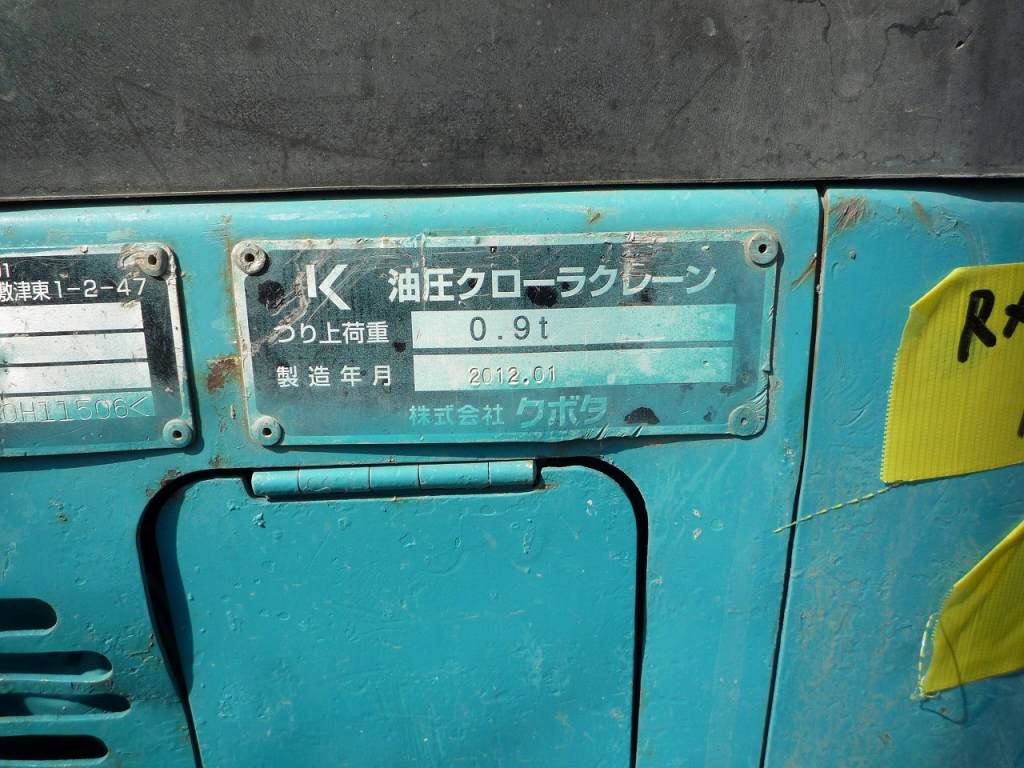 敷津東1-2-47
H11506<
K 油圧クローラクレーン
つり上荷重 0.9t
製造年月 2012.01
株式会社 クボタ